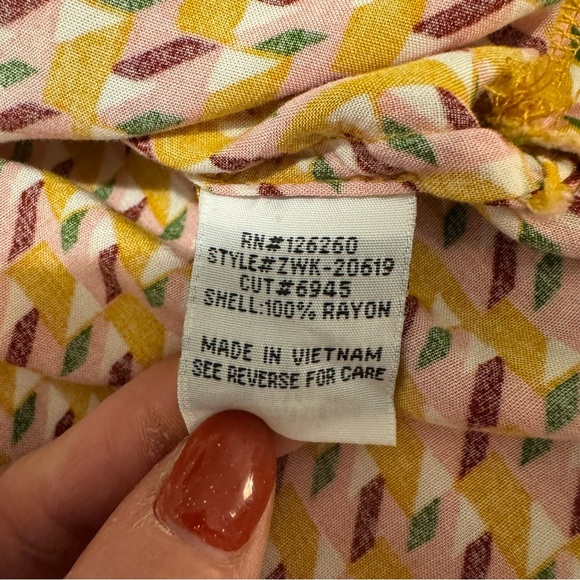 RN#126260
STYLE#ZWK-20619
CUT#6945
SHELL:100% RAYON
MADE IN VIETNAM
SEE REVERSE FOR CARE